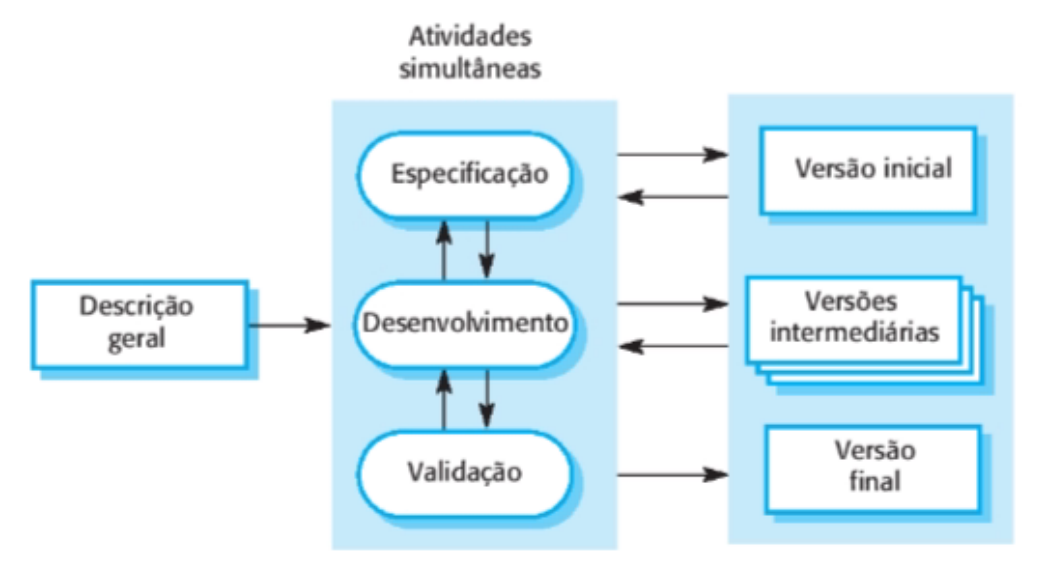 Atividades
simultâneas
Especificação
Versão inicial
Descrição
geral
Desenvolvimento
Versões
intermediárias
Validação
Versão
final